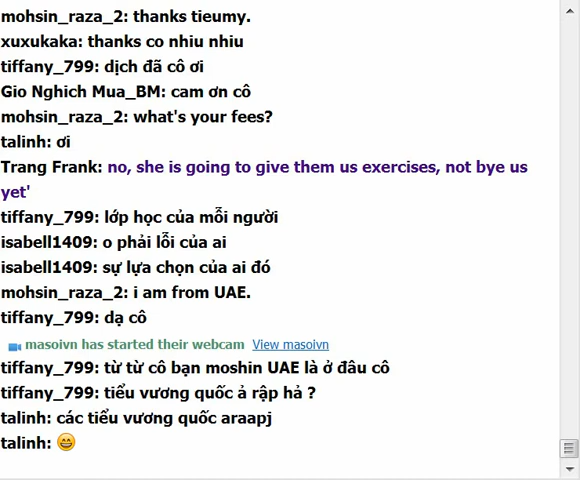 mohsin_raza_2: thanks tieumy.
xuxukaka: thanks co nhiu nhiu
tiffany_799: dịch đã cô ơi
Gio Nghich Mua_BM: cam ơn cô
mohsin_raza_2: what's your fees?
talinh: ơi
Trang Frank: no, she is going to give them us exercises, not bye us
yet'
tiffany_799: lớp học của mỗi người
isabell1409: o phải lỗi của ai
isabell1409: sự lựa chọn của ai đó
mohsin_raza_2: i am from UAE.
tiffany_799: dạ cô
masoivn has started their webcam View masoivn
tiffany_799: từ từ cô bạn moshin UAE là ở đâu cô
tiffany_799: tiểu vương quốc ả rập hả ?
talinh: các tiểu vương quốc araapj
talinh: 😄